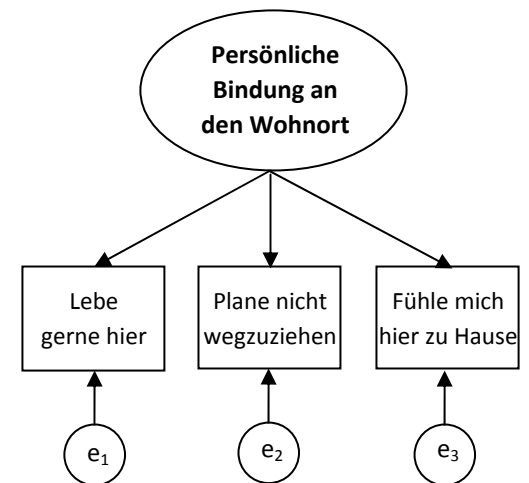 Persönliche
Bindung an
den Wohnort
Lebe
gerne hier
Plane nicht
wegzuziehen
Fühle mich
hier zu Hause
e₁
e₂
e₃